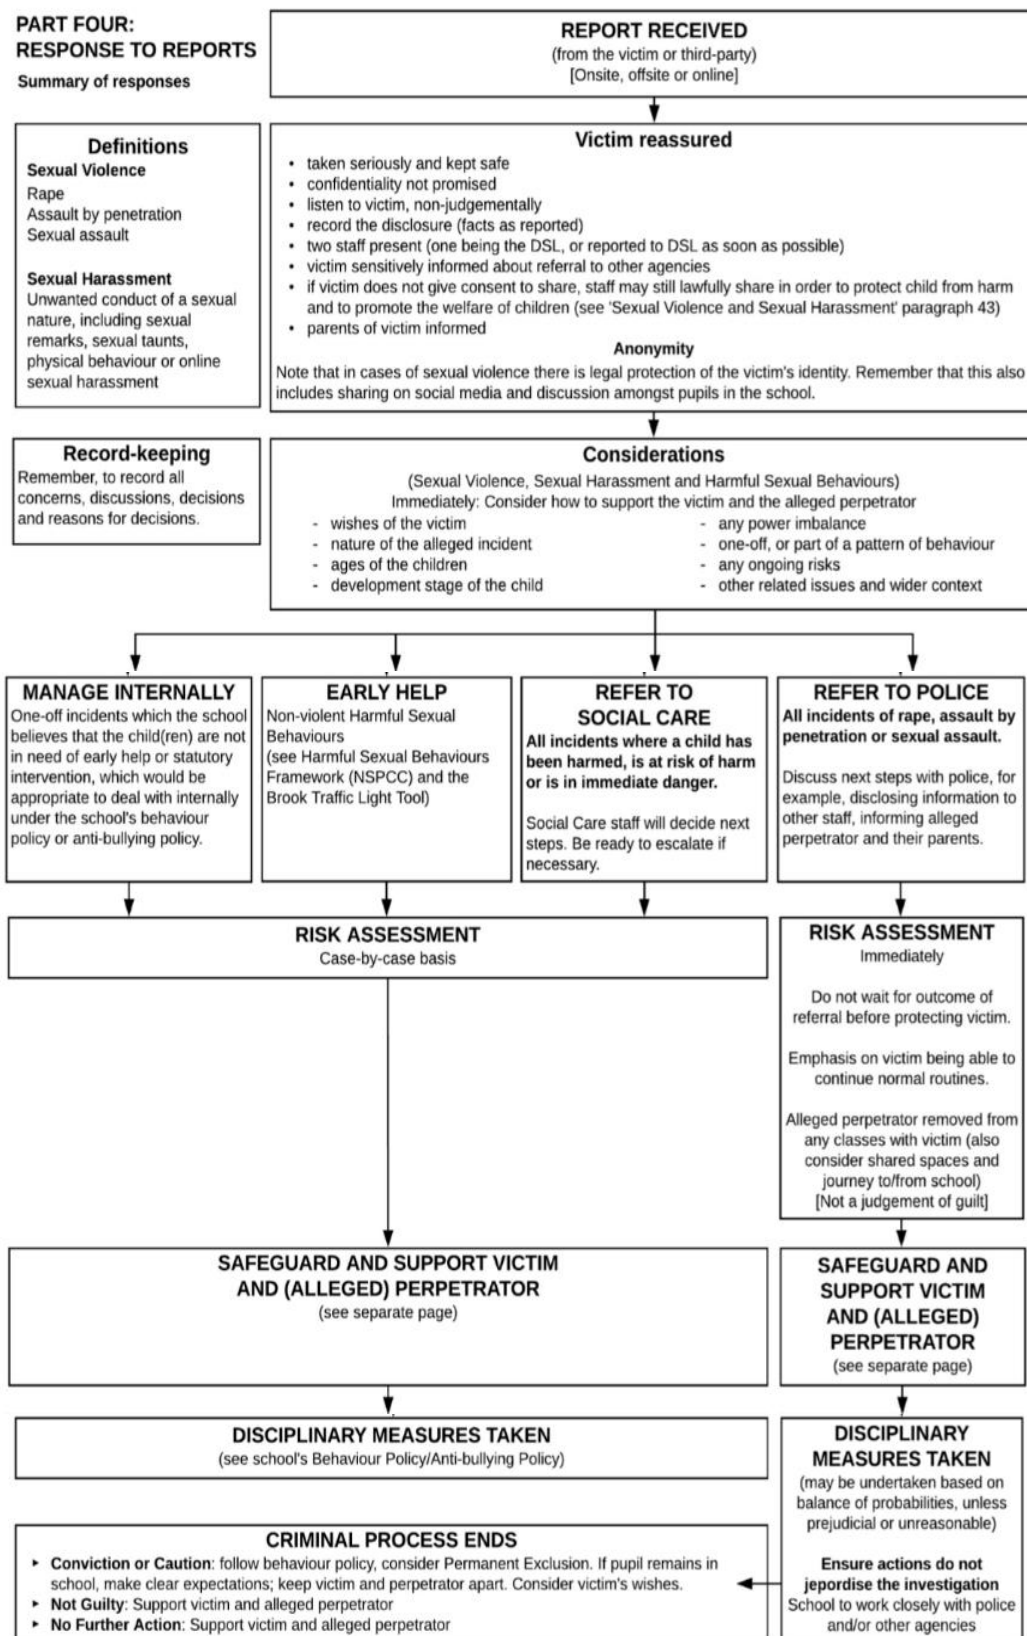 PART FOUR:
RESPONSE TO REPORTS
Summary of responses
REPORT RECEIVED
(from the victim or third-party)
[Onsite, offsite or online]
Definitions
Sexual Violence
Rape
Assault by penetration
Sexual assault
Sexual Harassment
Unwanted conduct of a sexual
nature, including sexual
remarks, sexual taunts,
physical behaviour or online
sexual harassment
Victim reassured
• taken seriously and kept safe
• confidentiality not promised
• listen to victim, non-judgementally
• record the disclosure (facts as reported)
• two staff present (one being the DSL, or reported to DSL as soon as possible)
• victim sensitively informed about referral to other agencies
• if victim does not give consent to share, staff may still lawfully share in order to protect child from harm
and to promote the welfare of children (see 'Sexual Violence and Sexual Harassment' paragraph 43)
• parents of victim informed
Anonymity
Note that in cases of sexual violence there is legal protection of the victim's identity. Remember that this also
includes sharing on social media and discussion amongst pupils in the school.
Record-keeping
Remember, to record all
concerns, discussions, decisions
and reasons for decisions.
Considerations
(Sexual Violence, Sexual Harassment and Harmful Sexual Behaviours)
Immediately: Consider how to support the victim and the alleged perpetrator
- wishes of the victim
- nature of the alleged incident
- ages of the children
- development stage of the child
- any power imbalance
- one-off, or part of a pattern of behaviour
- any ongoing risks
- other related issues and wider context
MANAGE INTERNALLY
One-off incidents which the school
believes that the child(ren) are not
in need of early help or statutory
intervention, which would be
appropriate to deal with internally
under the school's behaviour
policy or anti-bullying policy.
EARLY HELP
Non-violent Harmful Sexual
Behaviours
(see Harmful Sexual Behaviours
Framework (NSPCC) and the
Brook Traffic Light Tool)
REFER TO
SOCIAL CARE
All incidents where a child has
been harmed, is at risk of harm
or is in immediate danger.
Social Care staff will decide next
steps. Be ready to escalate if
necessary.
REFER TO POLICE
All incidents of rape, assault by
penetration or sexual assault.
Discuss next steps with police, for
example, disclosing information to
other staff, informing alleged
perpetrator and their parents.
RISK ASSESSMENT
Case-by-case basis
RISK ASSESSMENT
Immediately
Do not wait for outcome of
referral before protecting victim.
Emphasis on victim being able to
continue normal routines.
Alleged perpetrator removed from
any classes with victim (also
consider shared spaces and
journey to/from school)
[Not a judgement of guilt]
SAFEGUARD AND SUPPORT VICTIM
AND (ALLEGED) PERPETRATOR
(see separate page)
SAFEGUARD AND
SUPPORT VICTIM
AND (ALLEGED)
PERPETRATOR
(see separate page)
DISCIPLINARY MEASURES TAKEN
(see school's Behaviour Policy/Anti-bullying Policy)
DISCIPLINARY
MEASURES TAKEN
(may be undertaken based on
balance of probabilities, unless
prejudicial or unreasonable)
Ensure actions do not
jepordise the investigation
School to work closely with police
and/or other agencies
CRIMINAL PROCESS ENDS
▸ Conviction or Caution: follow behaviour policy, consider Permanent Exclusion. If pupil remains in
school, make clear expectations; keep victim and perpetrator apart. Consider victim's wishes.
▸ Not Guilty: Support victim and alleged perpetrator
▸ No Further Action: Support victim and alleged perpetrator